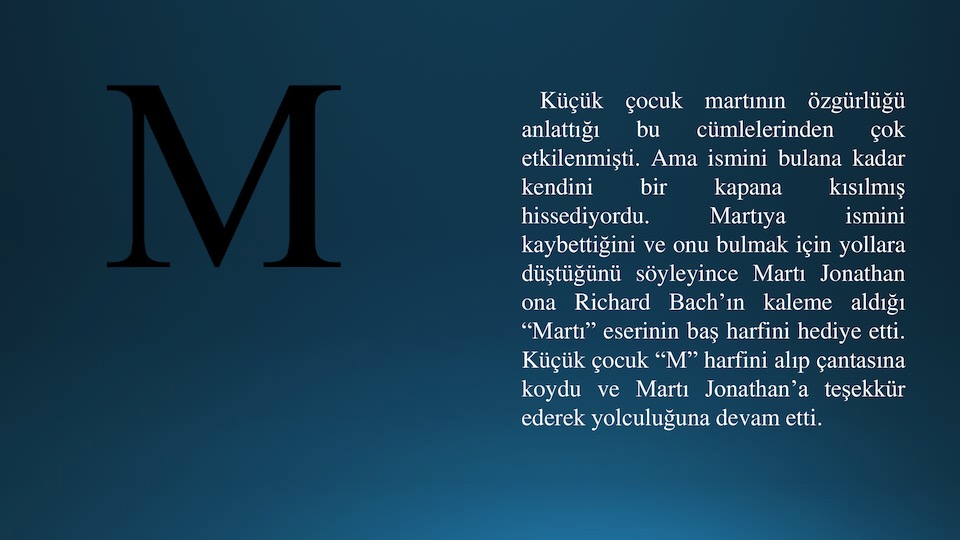 M
Küçük çocuk martının özgürlüğü
anlattığı bu cümlelerinden çok
etkilenmişti. Ama ismini bulana kadar
kendini bir kapana kısılmış
hissediyordu. Martıya ismini
kaybettiğini ve onu bulmak için yollara
düştüğünü söyleyince Martı Jonathan
ona Richard Bach’ın kaleme aldığı
“Martı” eserinin baş harfini hediye etti.
Küçük çocuk “M” harfini alıp çantasına
koydu ve Martı Jonathan’a teşekkür
ederek yolculuğuna devam etti.